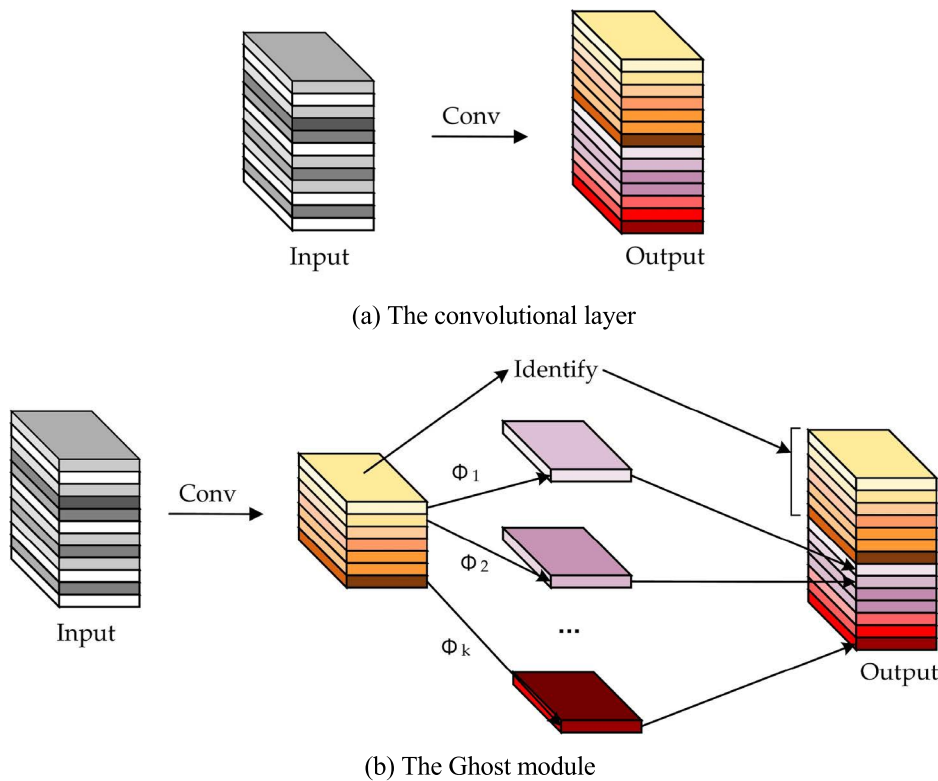 Conv
Input
Output
(a) The convolutional layer
Identify
Φ1
Conv
Φ2
...
Φk
Input
Output
(b) The Ghost module